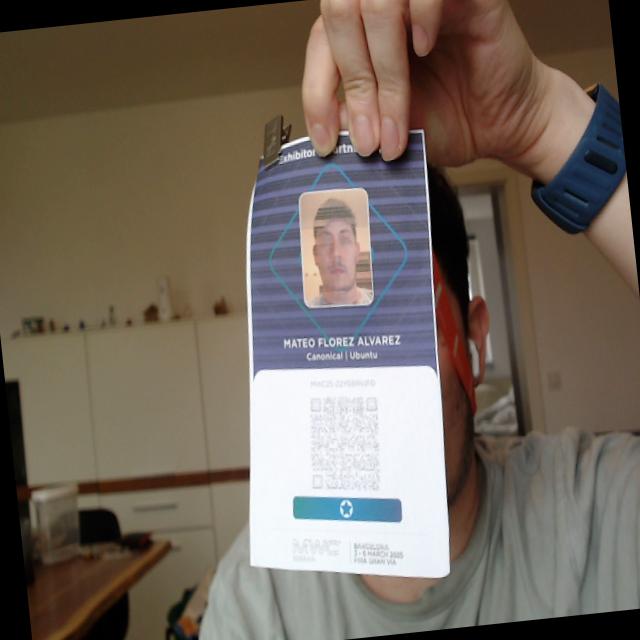 MATEO FLOREZ ALVAREZ
Canonical | Ubuntu
MWC
BARCELONA
3 - 6 MARCH 2025
FIRA GRAN VIA